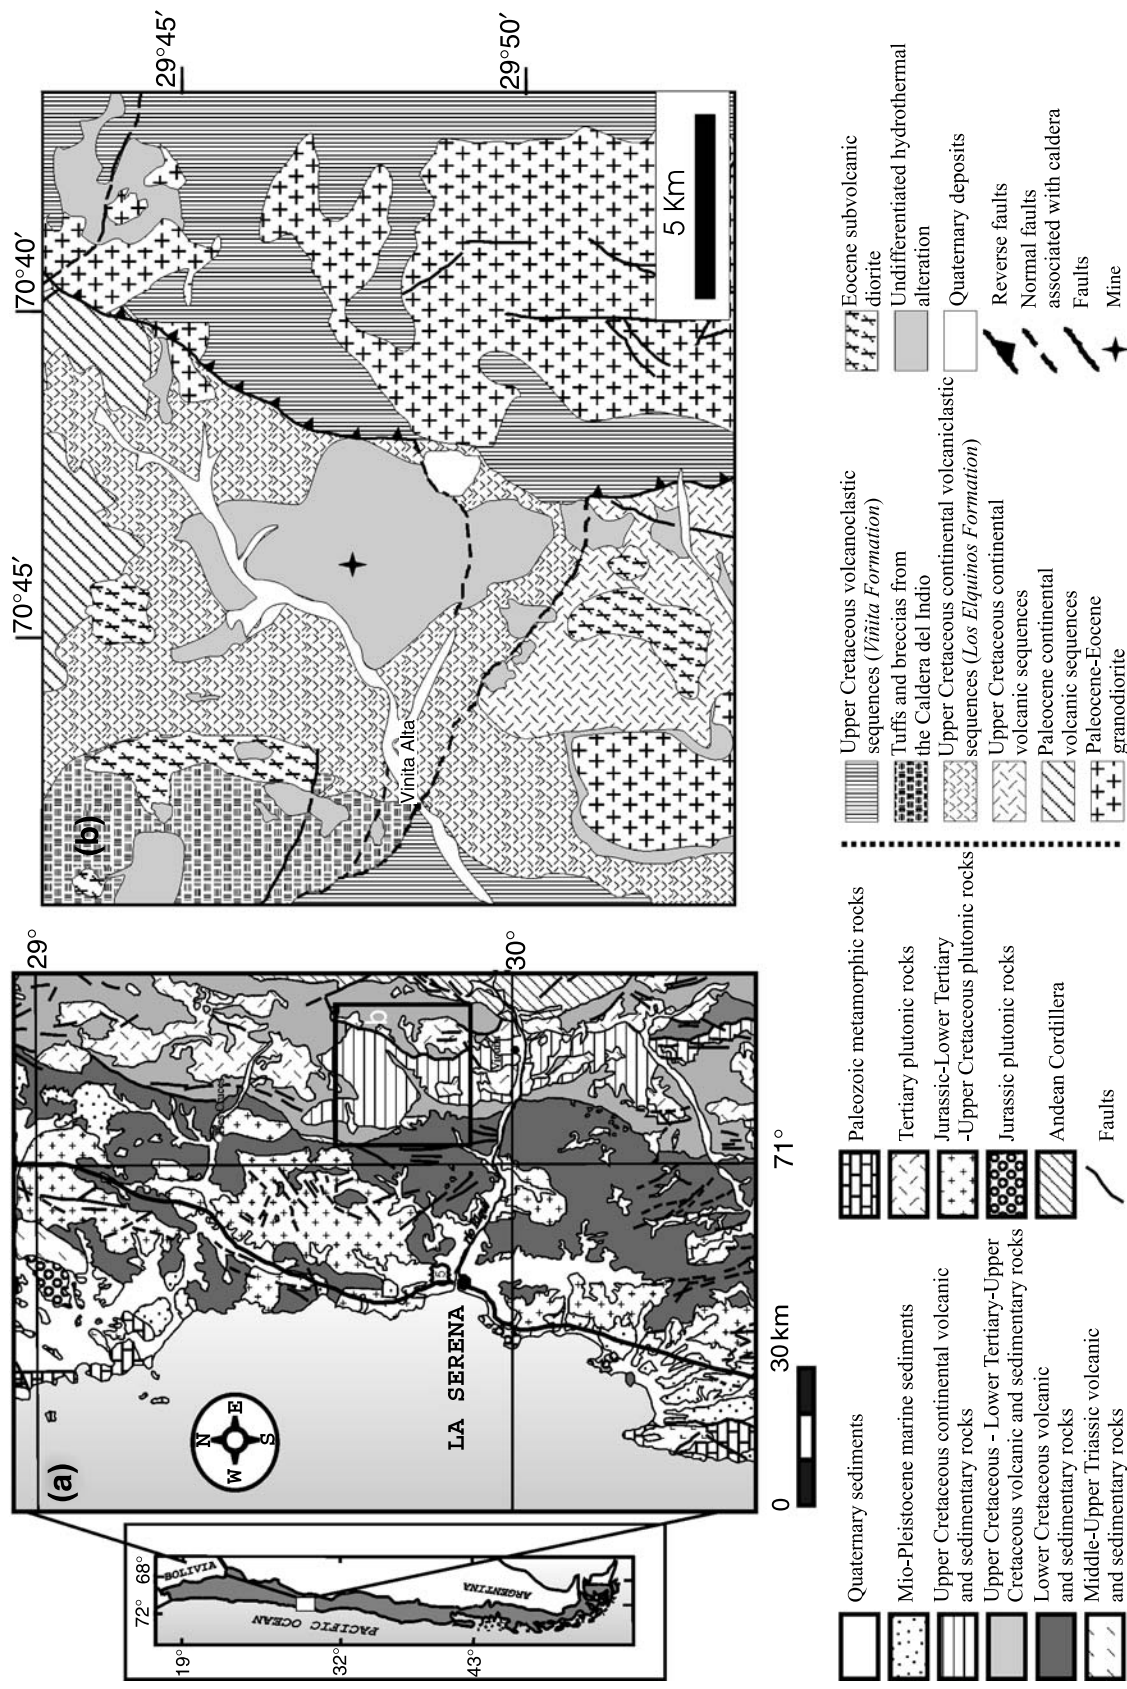 (a)
29°
30°
71°
N
E
S
W
LA SERENA
5
b
0
30 km
19°
32°
43°
72°
68°
BOLIVIA
ARGENTINA
PACIFIC OCEAN
(b)
70°45′
70°40′
29°45′
29°50′
Vinita Alta
5 Km
Quaternary sediments
Mio-Pleistocene marine sediments
Upper Cretaceous continental volcanic
and sedimentary rocks
Upper Cretaceous - Lower Tertiary-Upper
Cretaceous volcanic and sedimentary rocks
Lower Cretaceous volcanic
and sedimentary rocks
Middle-Upper Triassic volcanic
and sedimentary rocks
Paleozoic metamorphic rocks
Tertiary plutonic rocks
Jurassic-Lower Tertiary
-Upper Cretaceous plutonic rocks
Jurassic plutonic rocks
Andean Cordillera
Faults
Upper Cretaceous volcanoclastic
sequences (Viñita Formation)
Tuffs and breccias from
the Caldera del Indio
Upper Cretaceous continental volcaniclastic
sequences (Los Elquinos Formation)
Upper Cretaceous continental
volcanic sequences
Paleocene continental
volcanic sequences
Paleocene-Eocene
granodiorite
Eocene subvolcanic
diorite
Undifferentiated hydrothermal
alteration
Quaternary deposits
Reverse faults
Normal faults
associated with caldera
Faults
Mine